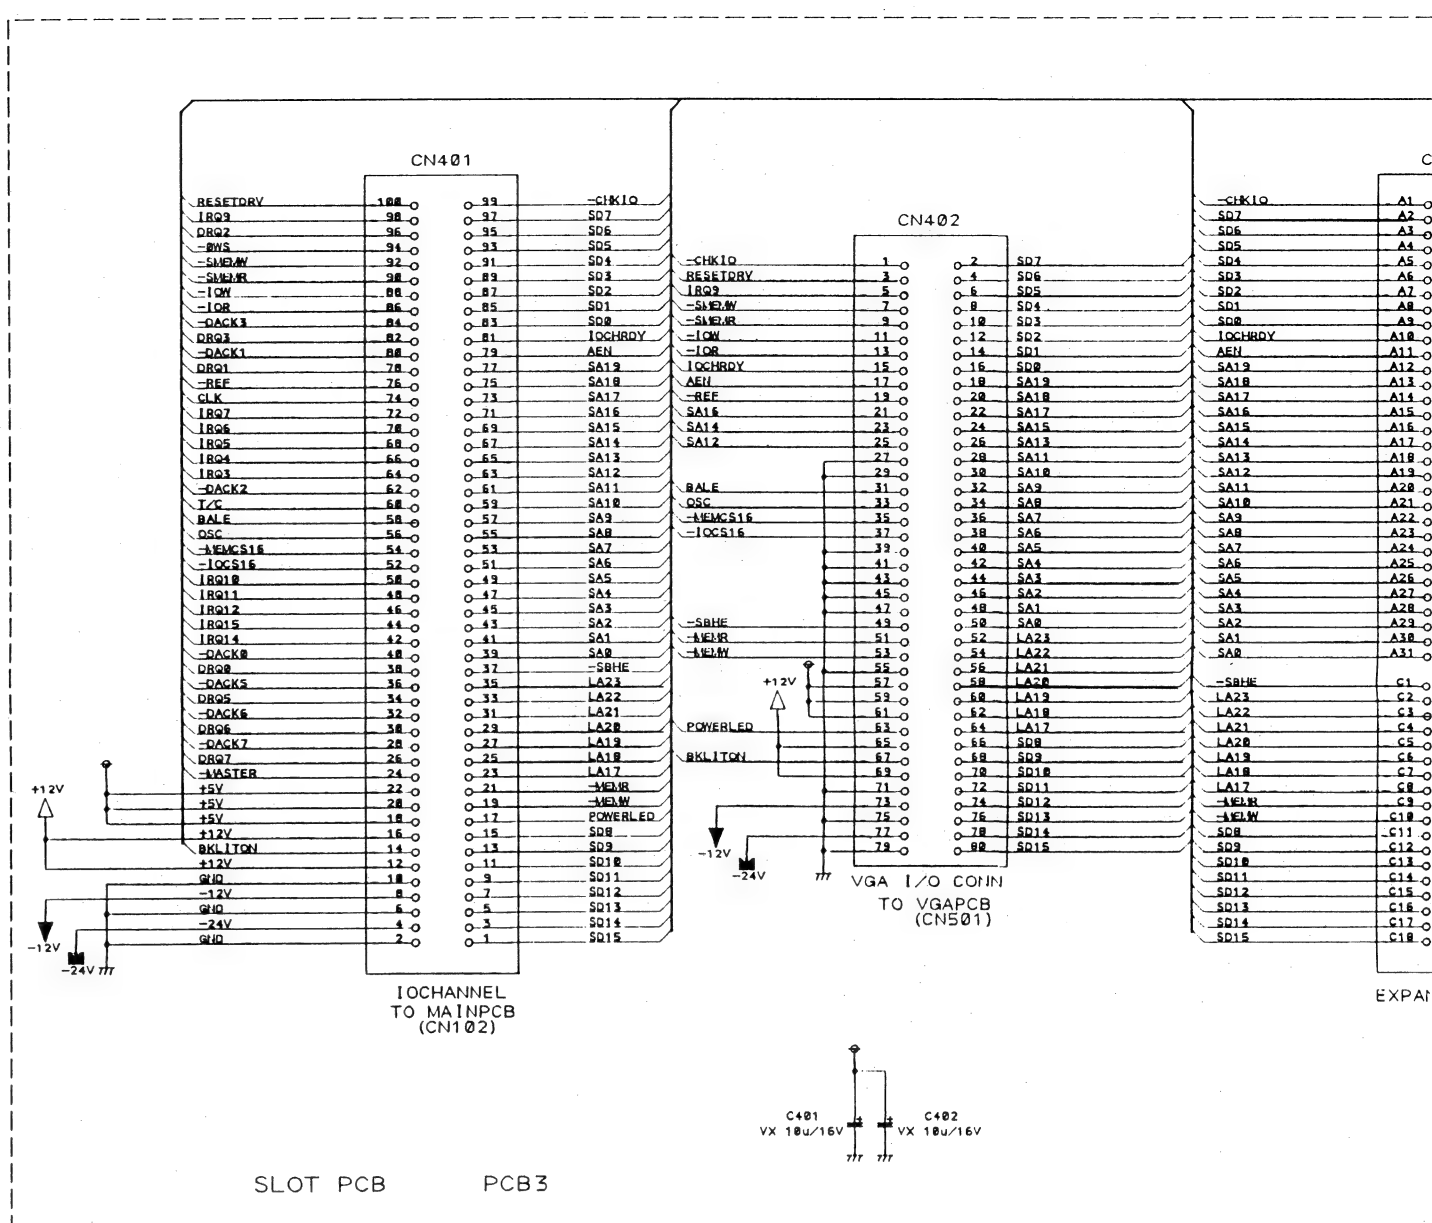 CN401
RESETDRV 100 99 -CHKIO
IRQ9 98 97 SD7
DRQ2 96 95 SD6
-0WS 94 93 SD5
-SMEMW 92 91 SD4
-SMEMR 90 89 SD3
-IOW 88 87 SD2
-IOR 86 85 SD1
-DACK3 84 83 SD0
DRQ3 82 81 IOCHRDY
-DACK1 80 79 AEN
DRQ1 78 77 SA19
-REF 76 75 SA18
CLK 74 73 SA17
IRQ7 72 71 SA16
IRQ6 70 69 SA15
IRQ5 68 67 SA14
IRQ4 66 65 SA13
IRQ3 64 63 SA12
-DACK2 62 61 SA11
T/C 60 59 SA10
BALE 58 57 SA9
OSC 56 55 SA8
-MEMCS16 54 53 SA7
-IOCS16 52 51 SA6
IRQ10 50 49 SA5
IRQ11 48 47 SA4
IRQ12 46 45 SA3
IRQ15 44 43 SA2
IRQ14 42 41 SA1
-DACK0 40 39 SA0
DRQ0 38 37 -SBHE
-DACK5 36 35 LA23
DRQ5 34 33 LA22
-DACK6 32 31 LA21
DRQ6 30 29 LA20
-DACK7 28 27 LA19
DRQ7 26 25 LA18
-MASTER 24 23 LA17
+5V 22 21 -MEMR
+5V 20 19 -MEMW
+5V 18 17 POWERLED
+12V 16 15 SD8
BKLITON 14 13 SD9
+12V 12 11 SD10
GND 10 9 SD11
-12V 8 7 SD12
GND 6 5 SD13
-24V 4 3 SD14
GND 2 1 SD15
+12V
-12V
-24V
IOCHANNEL
TO MAINPCB
(CN102)
CN402
-CHKIO 1 2 SD7
RESETDRV 3 4 SD6
IRQ9 5 6 SD5
-SMEMW 7 8 SD4
-SMEMR 9 10 SD3
-IOW 11 12 SD2
-IOR 13 14 SD1
IOCHRDY 15 16 SD0
AEN 17 18 SA19
-REF 19 20 SA18
SA16 21 22 SA17
SA14 23 24 SA15
SA12 25 26 SA13
27 28 SA11
29 30 SA10
BALE 31 32 SA9
OSC 33 34 SA8
-MEMCS16 35 36 SA7
-IOCS16 37 38 SA6
39 40 SA5
41 42 SA4
43 44 SA3
45 46 SA2
47 48 SA1
-SBHE 49 50 SA0
-MEMR 51 52 LA23
-MEMW 53 54 LA22
55 56 LA21
57 58 LA20
59 60 LA19
61 62 LA18
POWERLED 63 64 LA17
65 66 SD8
BKLITON 67 68 SD9
69 70 SD10
71 72 SD11
73 74 SD12
75 76 SD13
77 78 SD14
79 80 SD15
+12V
-12V
-24V
VGA I/O CONN
TO VGAPCB
(CN501)
C
-CHKIO A1
SD7 A2
SD6 A3
SD5 A4
SD4 A5
SD3 A6
SD2 A7
SD1 A8
SD0 A9
IOCHRDY A10
AEN A11
SA19 A12
SA18 A13
SA17 A14
SA16 A15
SA15 A16
SA14 A17
SA13 A18
SA12 A19
SA11 A20
SA10 A21
SA9 A22
SA8 A23
SA7 A24
SA6 A25
SA5 A26
SA4 A27
SA3 A28
SA2 A29
SA1 A30
SA0 A31
-SBHE C1
LA23 C2
LA22 C3
LA21 C4
LA20 C5
LA19 C6
LA18 C7
LA17 C8
-MEMR C9
-MEMW C10
SD8 C11
SD9 C12
SD10 C13
SD11 C14
SD12 C15
SD13 C16
SD14 C17
SD15 C18
EXPAN
C401
VX 10u/16V
C402
VX 10u/16V
SLOT PCB PCB3